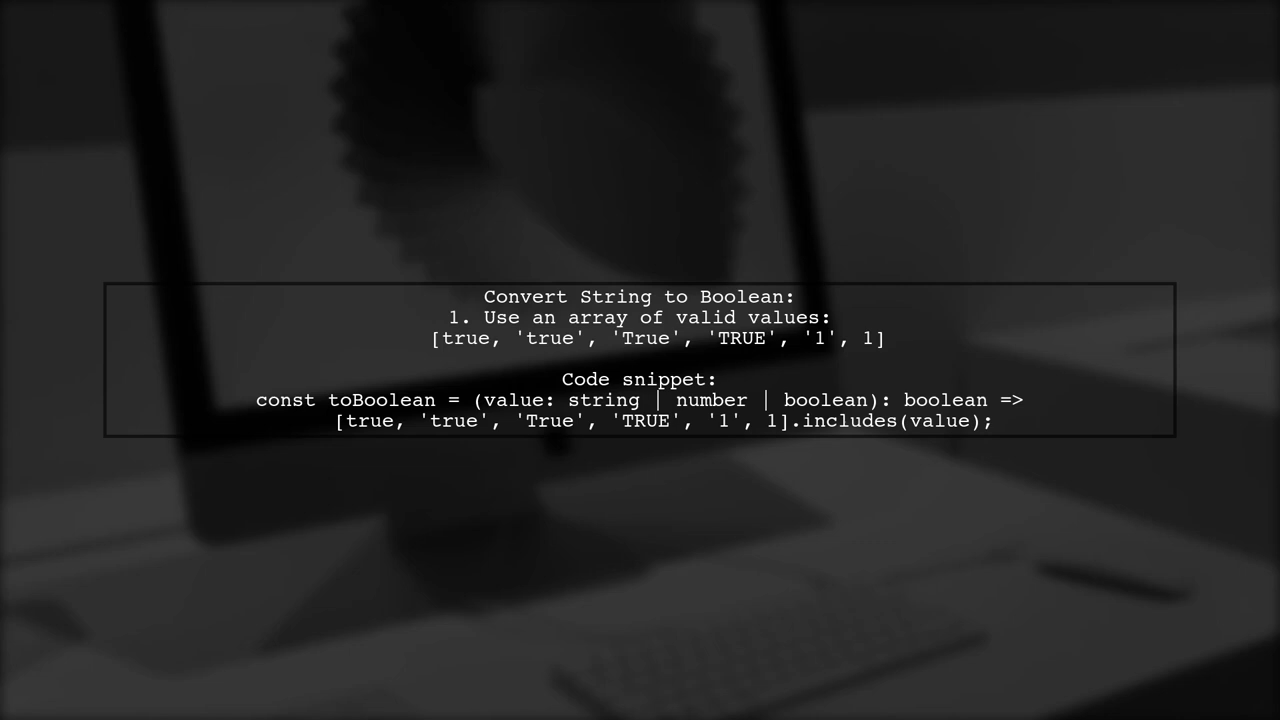 Convert String to Boolean:
1. Use an array of valid values:
[true, 'true', 'True', 'TRUE', '1', 1]
Code snippet:
const toBoolean = (value: string | number | boolean): boolean =>
[true, 'true', 'True', 'TRUE', '1', 1].includes(value);